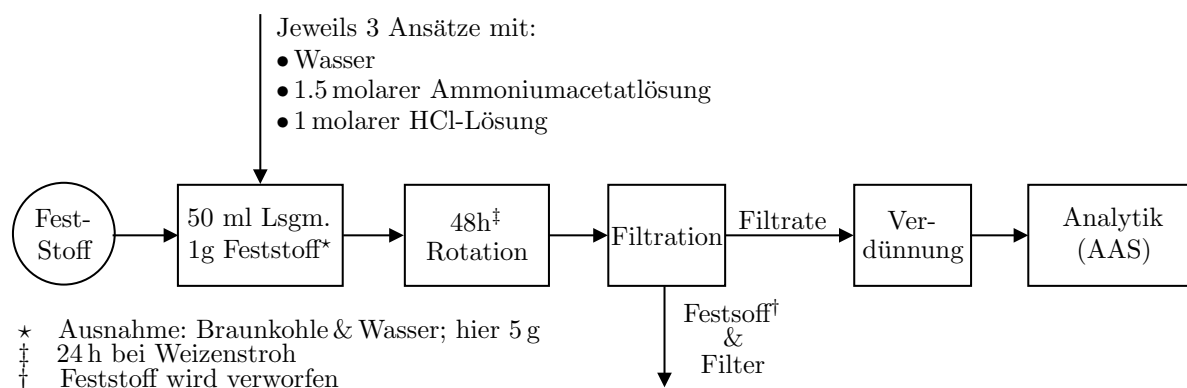 Jeweils 3 Ansätze mit:
• Wasser
• 1.5 molarer Ammoniumacetatlösung
• 1 molarer HCl-Lösung
Fest-
Stoff
50 ml Lsgm.
1g Feststoff⋆
48h‡
Rotation
Filtration
Filtrate
Ver-
dünnung
Analytik
(AAS)
Festsoff†
&
Filter
⋆ Ausnahme: Braunkohle & Wasser; hier 5 g
‡ 24 h bei Weizenstroh
† Feststoff wird verworfen